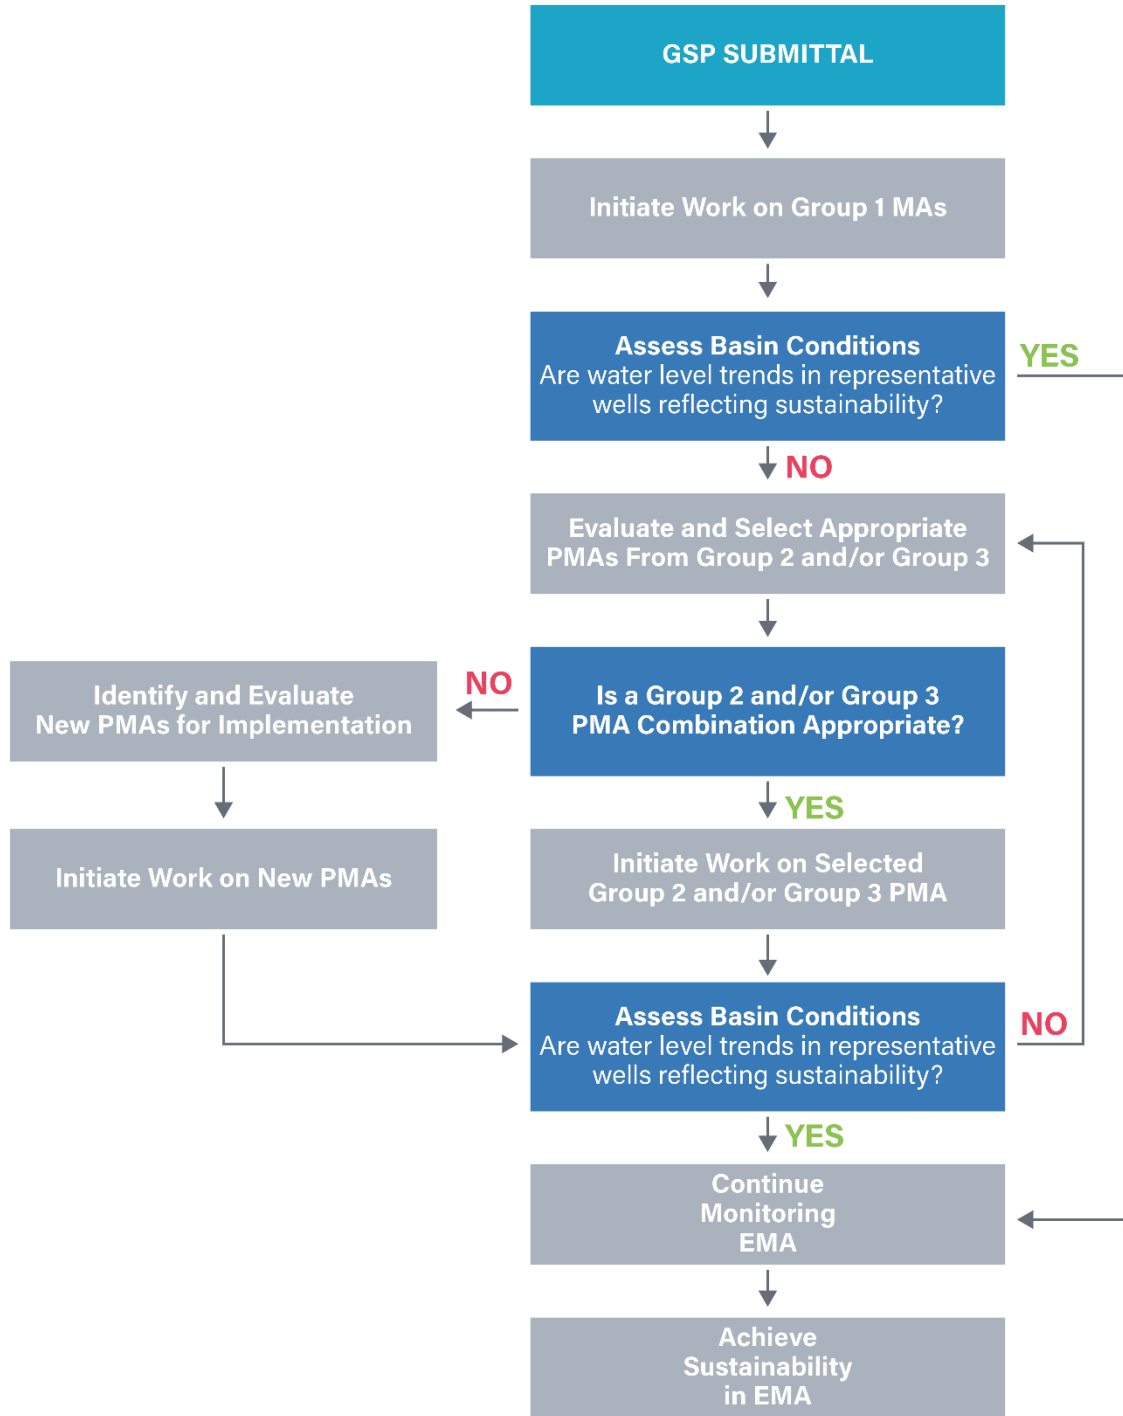 GSP SUBMITTAL
Initiate Work on Group 1 MAs
Assess Basin Conditions
Are water level trends in representative
wells reflecting sustainability?
YES
NO
Evaluate and Select Appropriate
PMAs From Group 2 and/or Group 3
Is a Group 2 and/or Group 3
PMA Combination Appropriate?
NO
Identify and Evaluate
New PMAs for Implementation
Initiate Work on New PMAs
YES
Initiate Work on Selected
Group 2 and/or Group 3 PMA
Assess Basin Conditions
Are water level trends in representative
wells reflecting sustainability?
NO
YES
Continue
Monitoring
EMA
Achieve
Sustainability
in EMA